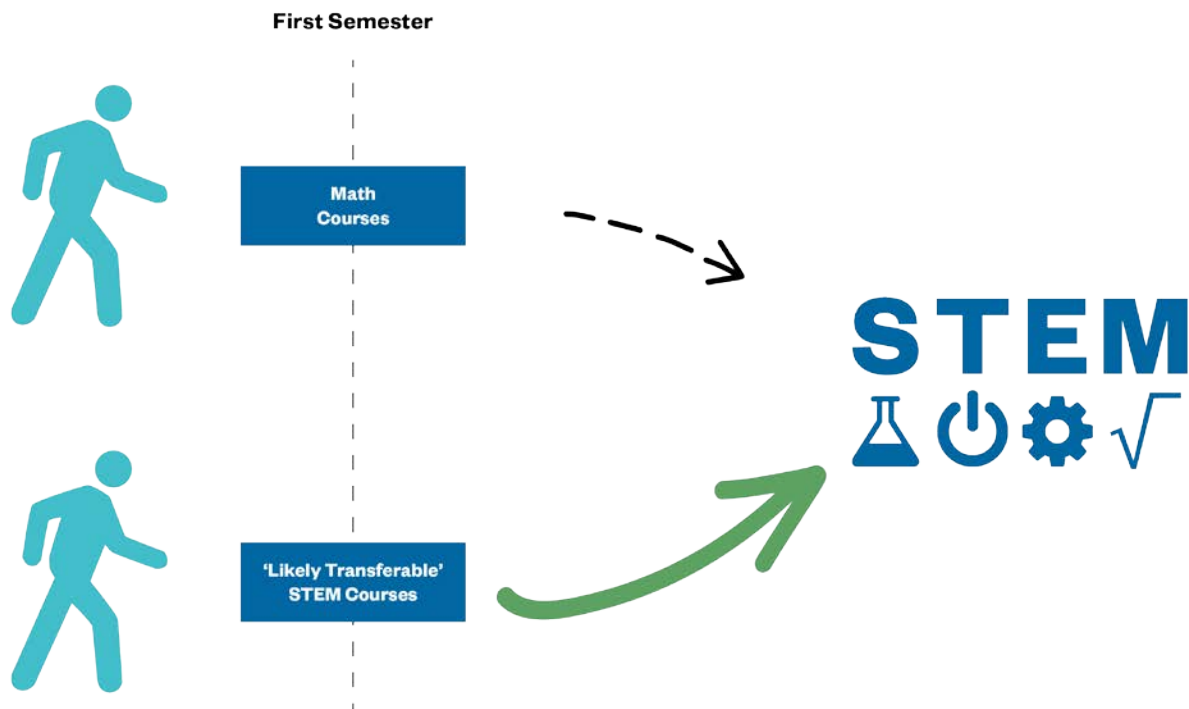 First Semester
Math
Courses
STEM
‘Likely Transferable’
STEM Courses